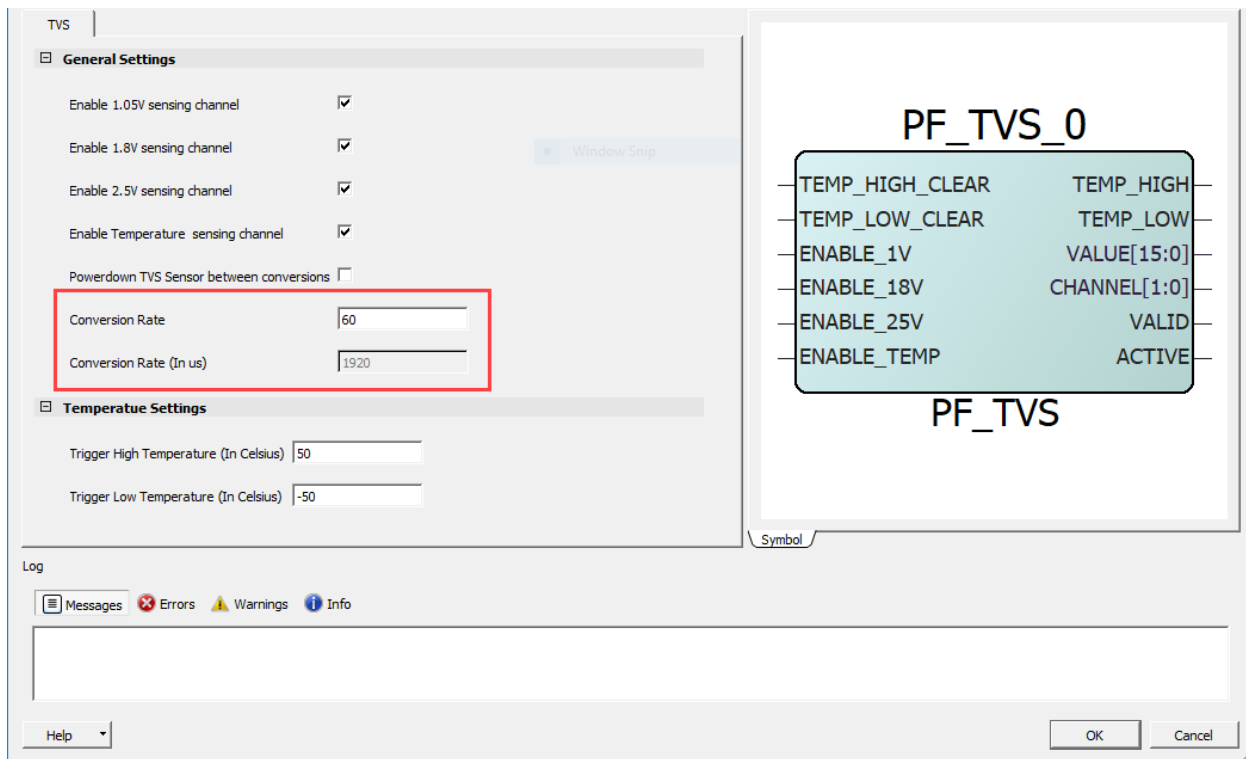 TVS
General Settings
Enable 1.05V sensing channel
Enable 1.8V sensing channel
Window Snip
Enable 2.5V sensing channel
Enable Temperature sensing channel
Powerdown TVS Sensor between conversions
Conversion Rate 60
Conversion Rate (In us) 1920
Temperatue Settings
Trigger High Temperature (In Celsius) 50
Trigger Low Temperature (In Celsius) -50
PF_TVS_0
TEMP_HIGH_CLEAR TEMP_HIGH
TEMP_LOW_CLEAR TEMP_LOW
ENABLE_1V VALUE[15:0]
ENABLE_18V CHANNEL[1:0]
ENABLE_25V VALID
ENABLE_TEMP ACTIVE
PF_TVS
Symbol
Log
Messages Errors Warnings Info
Help OK Cancel